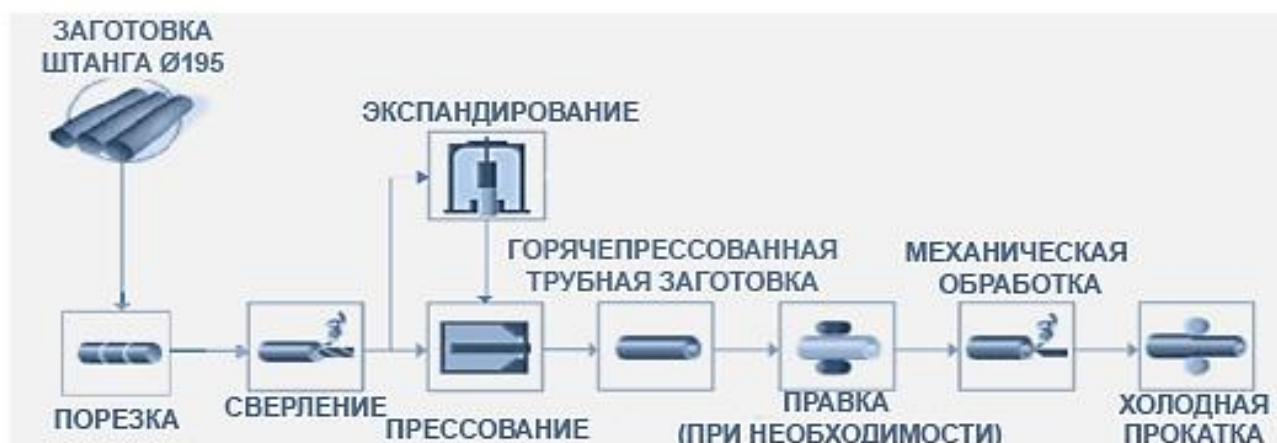 ЗАГОТОВКА
ШТАНГА Ø195
ЭКСПАНДИРОВАНИЕ
ГОРЯЧЕПРЕССОВАННАЯ
ТРУБНАЯ ЗАГОТОВКА
МЕХАНИЧЕСКАЯ
ОБРАБОТКА
ПОРЕЗКА
СВЕРЛЕНИЕ
ПРЕССОВАНИЕ
ПРАВКА
(ПРИ НЕОБХОДИМОСТИ)
ХОЛОДНАЯ
ПРОКАТКА